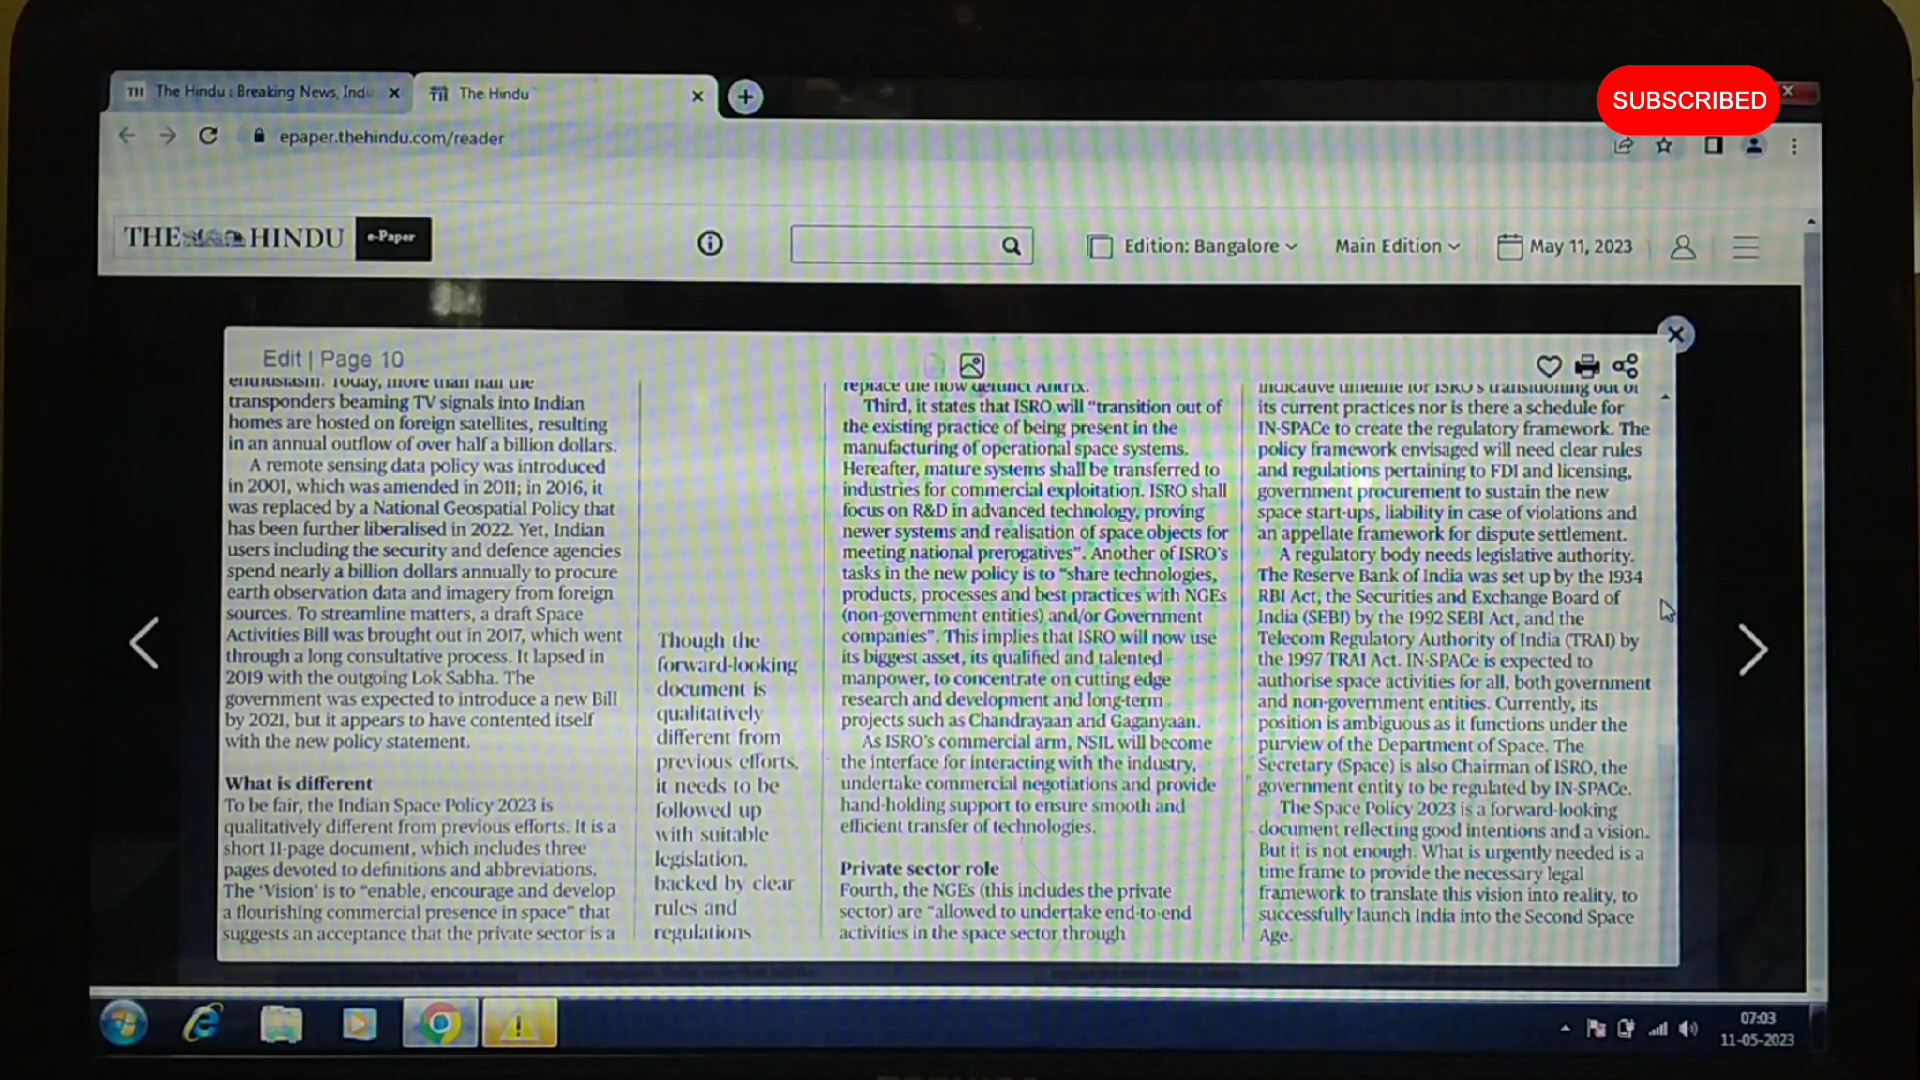 The Hindu : Breaking News, Indi
The Hindu
SUBSCRIBED
epaper.thehindu.com/reader
THE HINDU
e-Paper
Edition: Bangalore
Main Edition
May 11, 2023
Edit | Page 10
enthusiasm. Today, more than half the
transponders beaming TV signals into Indian
homes are hosted on foreign satellites, resulting
in an annual outflow of over half a billion dollars.
A remote sensing data policy was introduced
in 2001, which was amended in 2011; in 2016, it
was replaced by a National Geospatial Policy that
has been further liberalised in 2022. Yet, Indian
users including the security and defence agencies
spend nearly a billion dollars annually to procure
earth observation data and imagery from foreign
sources. To streamline matters, a draft Space
Activities Bill was brought out in 2017, which went
through a long consultative process. It lapsed in
2019 with the outgoing Lok Sabha. The
government was expected to introduce a new Bill
by 2021, but it appears to have contented itself
with the new policy statement.
What is different
To be fair, the Indian Space Policy 2023 is
qualitatively different from previous efforts. It is a
short 11-page document, which includes three
pages devoted to definitions and abbreviations.
The ‘Vision’ is to “enable, encourage and develop
a flourishing commercial presence in space” that
suggests an acceptance that the private sector is a
Though the
forward-looking
document is
qualitatively
different from
previous efforts,
it needs to be
followed up
with suitable
legislation,
backed by clear
rules and
regulations
replace the now defunct Antrix.
Third, it states that ISRO will “transition out of
the existing practice of being present in the
manufacturing of operational space systems.
Hereafter, mature systems shall be transferred to
industries for commercial exploitation. ISRO shall
focus on R&D in advanced technology, proving
newer systems and realisation of space objects for
meeting national prerogatives”. Another of ISRO’s
tasks in the new policy is to “share technologies,
products, processes and best practices with NGEs
(non-government entities) and/or Government
companies”. This implies that ISRO will now use
its biggest asset, its qualified and talented
manpower, to concentrate on cutting edge
research and development and long-term
projects such as Chandrayaan and Gaganyaan.
As ISRO’s commercial arm, NSIL will become
the interface for interacting with the industry,
undertake commercial negotiations and provide
hand-holding support to ensure smooth and
efficient transfer of technologies.
Private sector role
Fourth, the NGEs (this includes the private
sector) are “allowed to undertake end-to-end
activities in the space sector through
indicative timeline for ISRO’s transitioning out of
its current practices nor is there a schedule for
IN-SPACe to create the regulatory framework. The
policy framework envisaged will need clear rules
and regulations pertaining to FDI and licensing,
government procurement to sustain the new
space start-ups, liability in case of violations and
an appellate framework for dispute settlement.
A regulatory body needs legislative authority.
The Reserve Bank of India was set up by the 1934
RBI Act, the Securities and Exchange Board of
India (SEBI) by the 1992 SEBI Act, and the
Telecom Regulatory Authority of India (TRAI) by
the 1997 TRAI Act. IN-SPACe is expected to
authorise space activities for all, both government
and non-government entities. Currently, its
position is ambiguous as it functions under the
purview of the Department of Space. The
Secretary (Space) is also Chairman of ISRO, the
government entity to be regulated by IN-SPACe.
The Space Policy 2023 is a forward-looking
document reflecting good intentions and a vision.
But it is not enough. What is urgently needed is a
time frame to provide the necessary legal
framework to translate this vision into reality, to
successfully launch India into the Second Space
Age.
07:03
11-05-2023